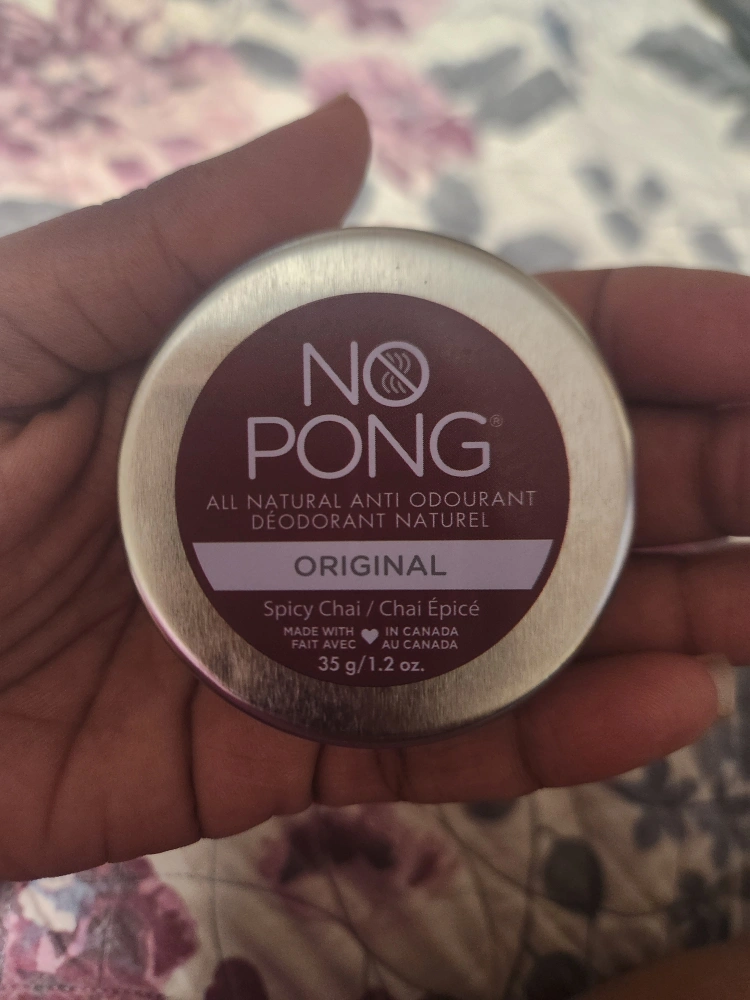 NO
PONG®
ALL NATURAL ANTI ODOURANT
DÉODORANT NATUREL
ORIGINAL
Spicy Chai / Chai Épicé
MADE WITH ♥ IN CANADA
FAIT AVEC AU CANADA
35 g/1.2 oz.